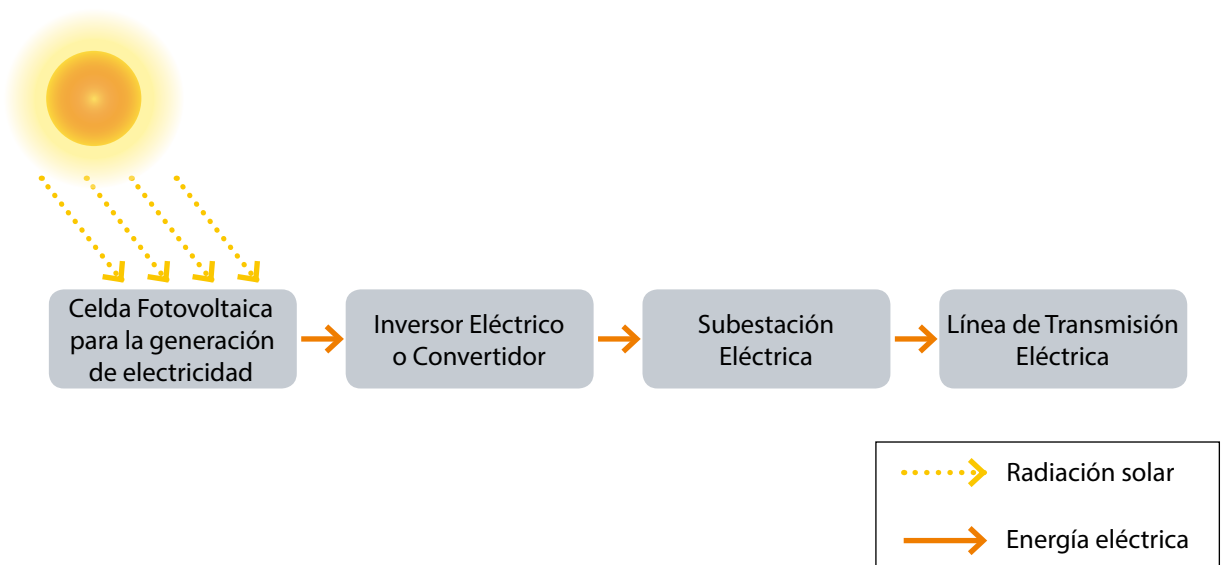 Celda Fotovoltaica
para la generación
de electricidad
Inversor Eléctrico
o Convertidor
Subestación
Eléctrica
Línea de Transmisión
Eléctrica
Radiación solar
Energía eléctrica